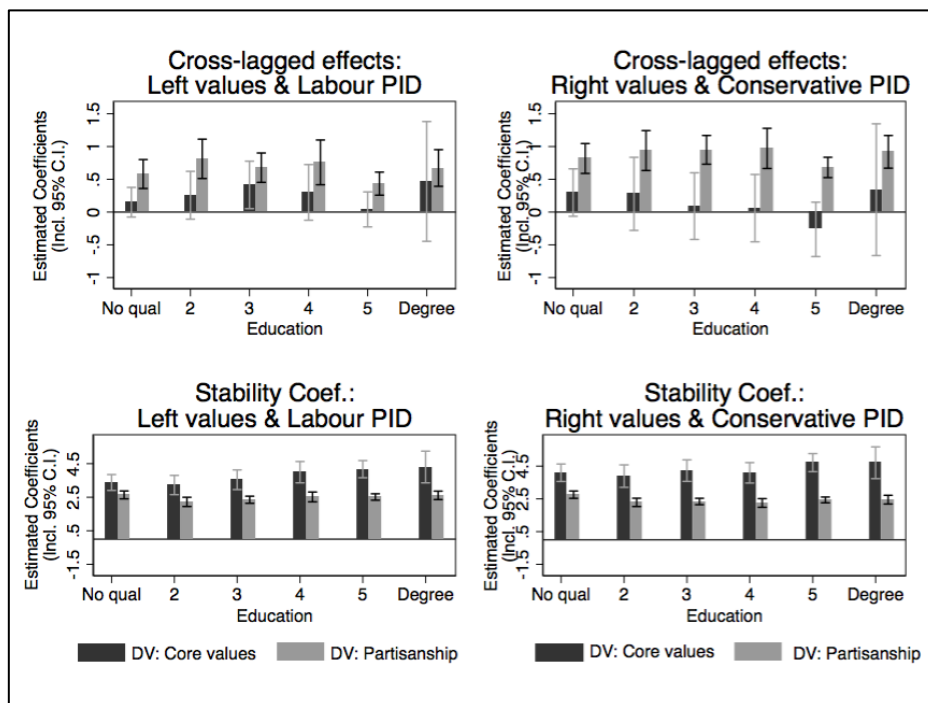 Cross-lagged effects:
Left values & Labour PID
Estimated Coefficients
(Incl. 95% C.I.)
1.5
1
.5
0
-.5
-1
No qual 2 3 4 5 Degree
Education
Cross-lagged effects:
Right values & Conservative PID
Estimated Coefficients
(Incl. 95% C.I.)
1.5
1
.5
0
-.5
-1
No qual 2 3 4 5 Degree
Education
Stability Coef.:
Left values & Labour PID
Estimated Coefficients
(Incl. 95% C.I.)
4.5
2.5
.5
-1.5
No qual 2 3 4 5 Degree
Education
Stability Coef.:
Right values & Conservative PID
Estimated Coefficients
(Incl. 95% C.I.)
4.5
2.5
.5
-1.5
No qual 2 3 4 5 Degree
Education
DV: Core values DV: Partisanship
DV: Core values DV: Partisanship